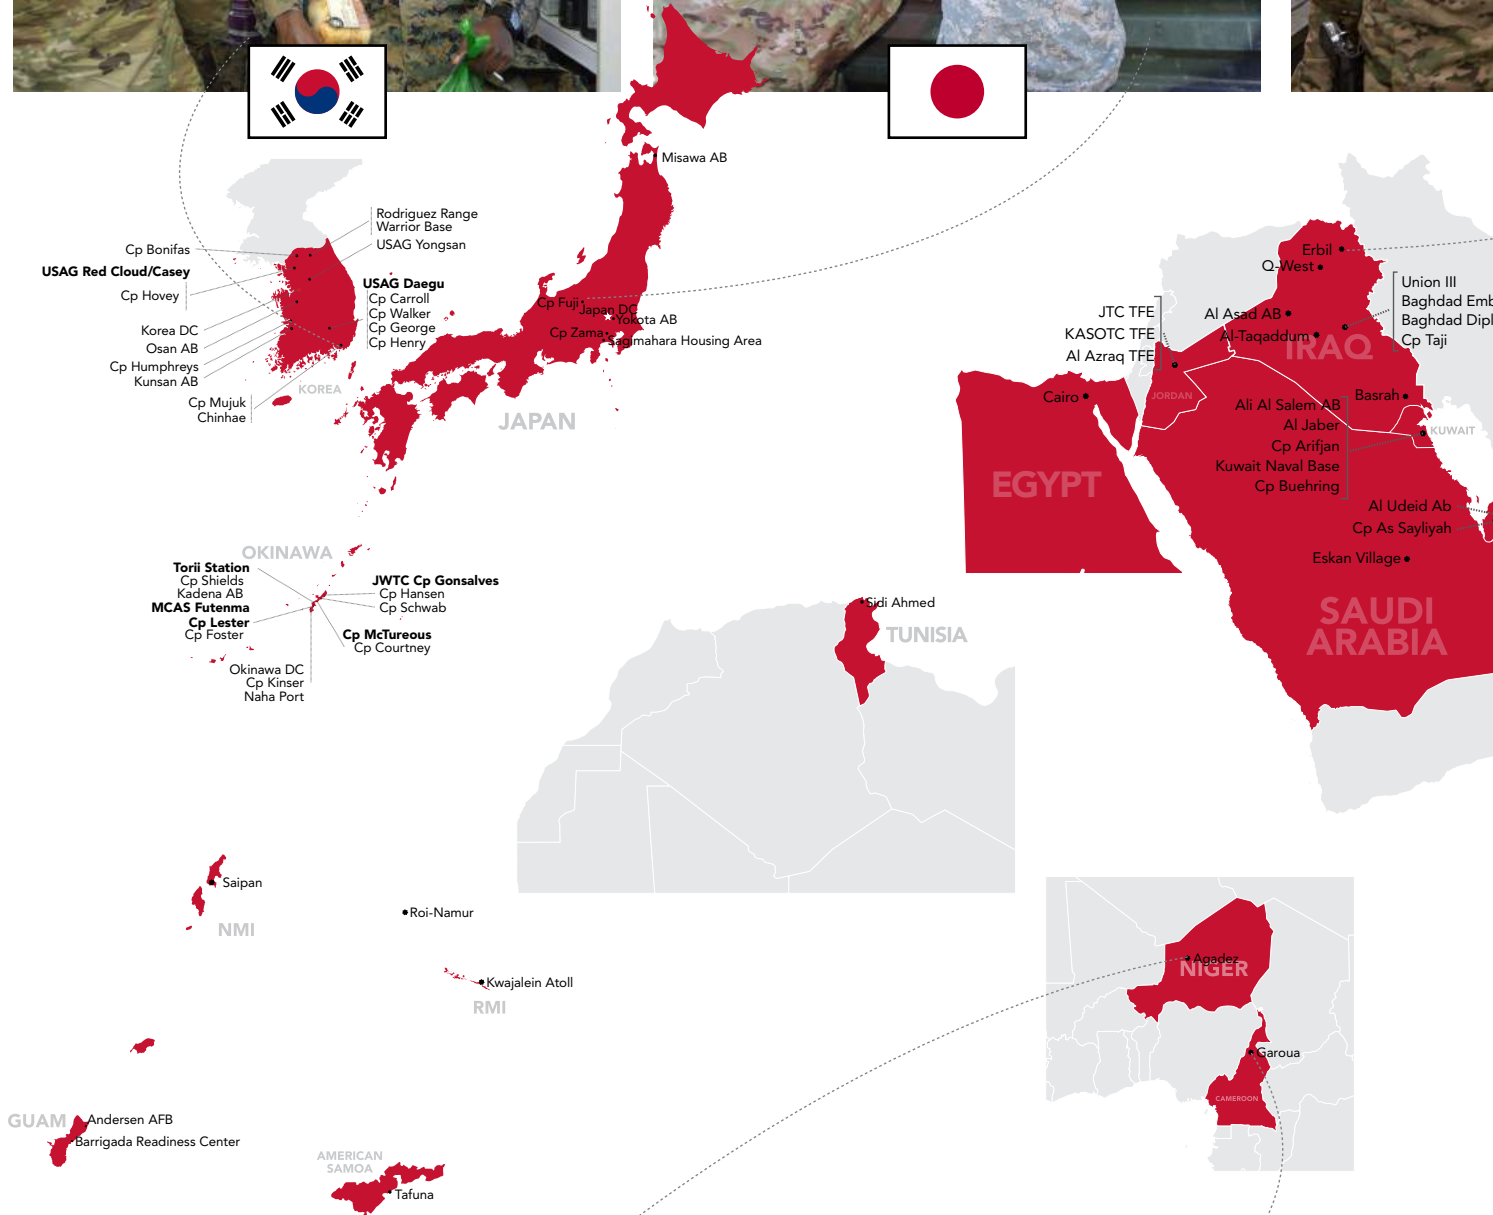 Misawa AB
Rodriguez Range
Warrior Base
USAG Yongsan
Cp Bonifas
USAG Red Cloud/Casey
Cp Hovey
USAG Daegu
Cp Carroll
Cp Walker
Cp George
Cp Henry
Korea DC
Osan AB
Cp Humphreys
Kunsan AB
Cp Mujuk
Chinhae
KOREA
Cp Fuji
Japan DC
Yokota AB
Cp Zama
Sagimahara Housing Area
JAPAN
OKINAWA
Torii Station
Cp Shields
Kadena AB
MCAS Futenma
Cp Lester
Cp Foster
JWTC Cp Gonsalves
Cp Hansen
Cp Schwab
Cp McTureous
Cp Courtney
Okinawa DC
Cp Kinser
Naha Port
Erbil
Q-West
Union III
Baghdad Emb
Baghdad Dipl
Cp Taji
JTC TFE
KASOTC TFE
Al Azraq TFE
Al Asad AB
Al-Taqaddum
IRAQ
Cairo
JORDAN
Basrah
Ali Al Salem AB
Al Jaber
Cp Arifjan
Kuwait Naval Base
Cp Buehring
KUWAIT
EGYPT
Al Udeid Ab
Cp As Sayliyah
Eskan Village
SAUDI
ARABIA
Sidi Ahmed
TUNISIA
Saipan
NMI
Roi-Namur
Kwajalein Atoll
RMI
Agadez
NIGER
Garoua
CAMEROON
GUAM
Andersen AFB
Barrigada Readiness Center
AMERICAN
SAMOA
Tafuna